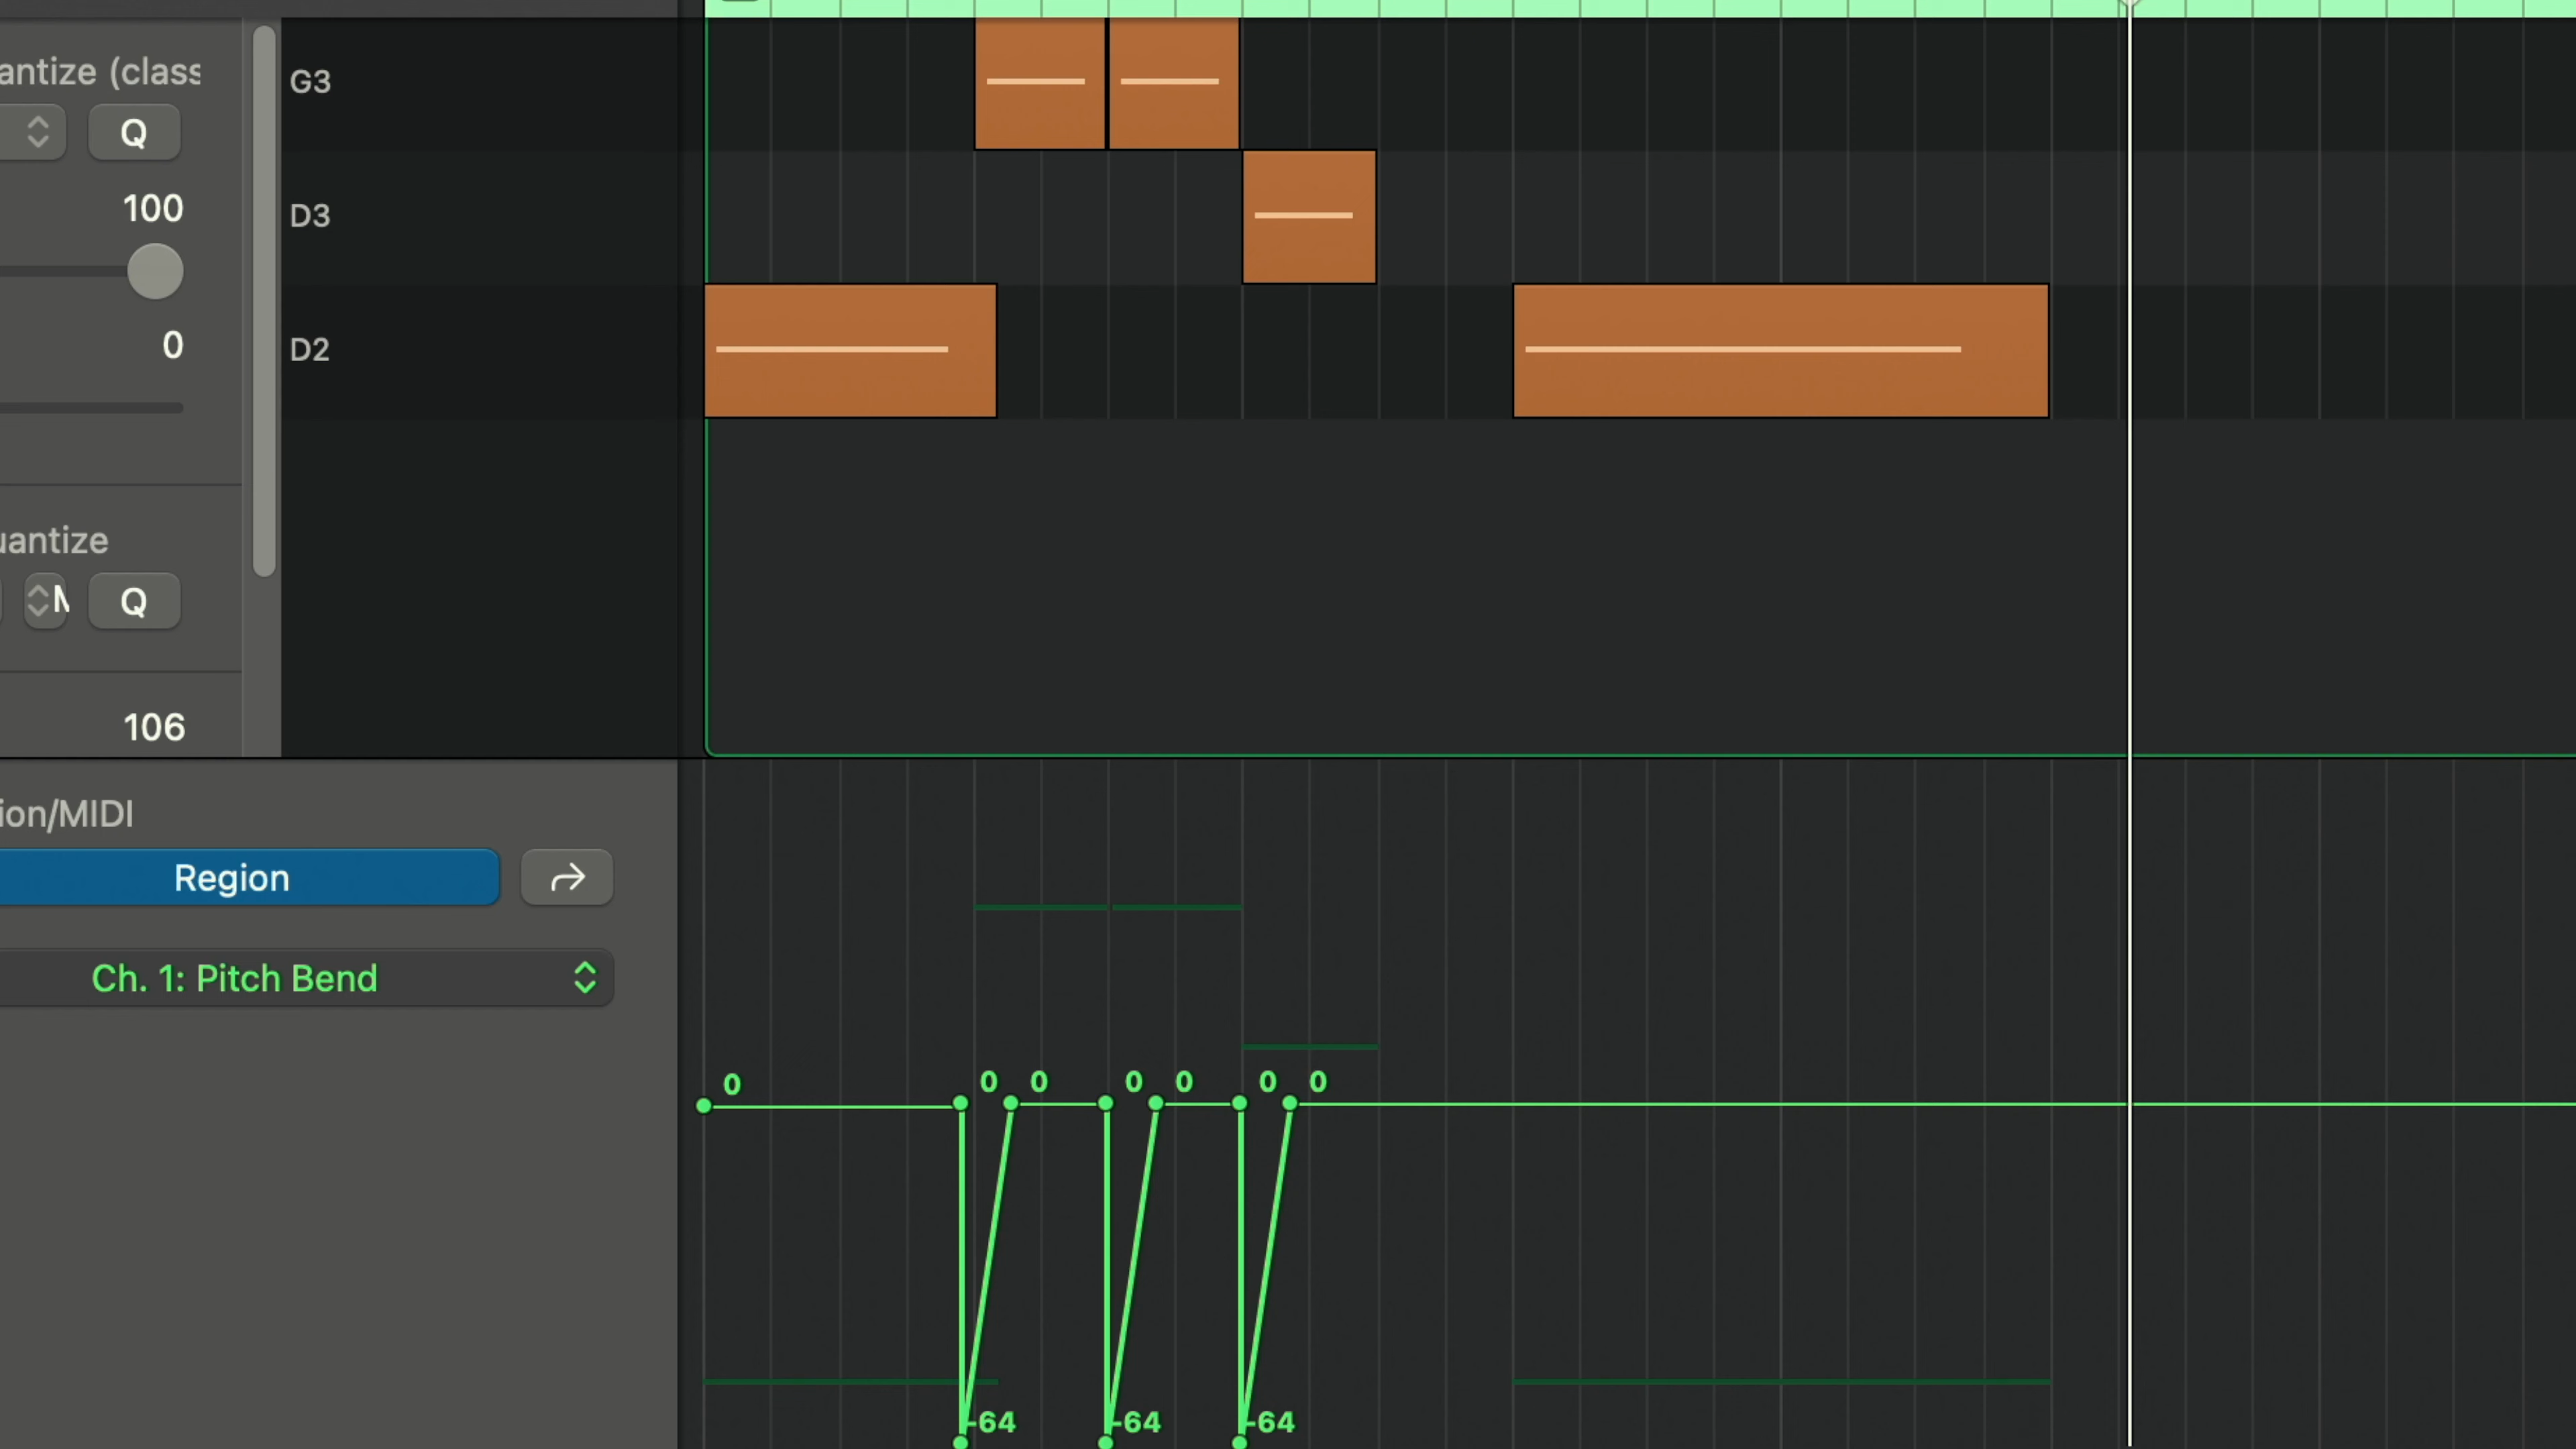 antize (class
Q
100
0
uantize
M
Q
106
G3
D3
D2
ion/MIDI
Region
Ch. 1: Pitch Bend
0
0 0 0 0 0 0
-64 -64 -64